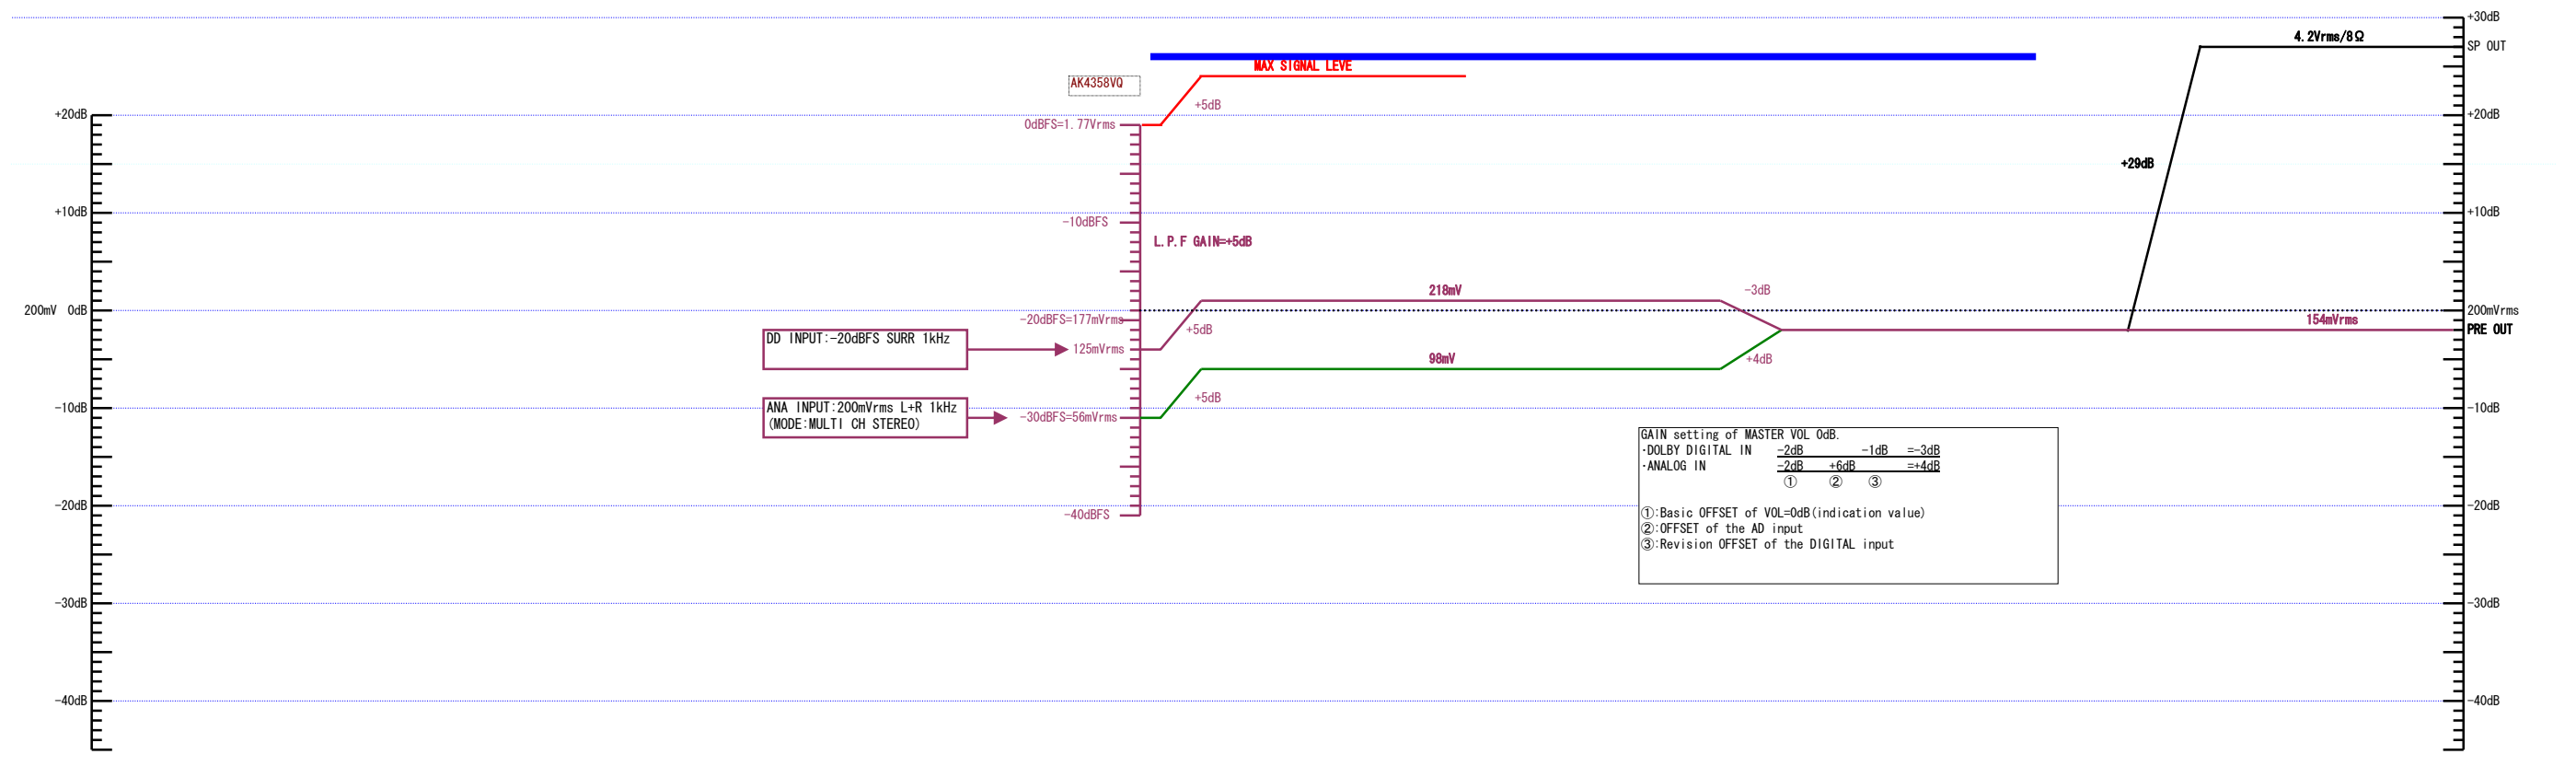 +30dB
4.2Vrms/8Ω
SP OUT
MAX SIGNAL LEVE
AK4358VQ
+5dB
+20dB
0dBFS=1.77Vrms
+20dB
+29dB
+10dB
-10dBFS
+10dB
L.P.F GAIN=+5dB
218mV
-3dB
200mV 0dB
-20dBFS=177mVrms
200mVrms
154mVrms
+5dB
PRE OUT
DD INPUT:-20dBFS SURR 1kHz
125mVrms
98mV
+4dB
+5dB
ANA INPUT:200mVrms L+R 1kHz
(MODE:MULTI CH STEREO)
-10dB
-30dBFS=56mVrms
-10dB
GAIN setting of MASTER VOL 0dB.
·DOLBY DIGITAL IN -2dB -1dB =-3dB
·ANALOG IN -2dB +6dB =+4dB
① ② ③
①:Basic OFFSET of VOL=0dB(indication value)
②:OFFSET of the AD input
③:Revision OFFSET of the DIGITAL input
-20dB
-40dBFS
-20dB
-30dB
-30dB
-40dB
-40dB